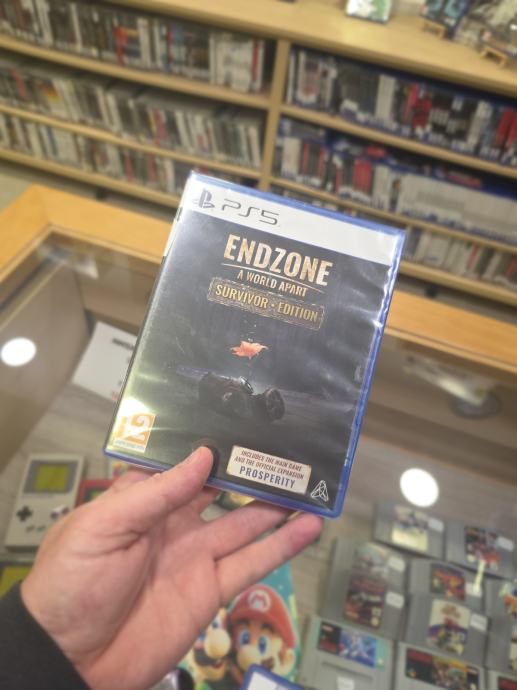 PS5
ENDZONE
A WORLD APART
SURVIVOR EDITION
12
INCLUDES THE MAIN GAME
AND THE OFFICIAL EXPANSION
PROSPERITY